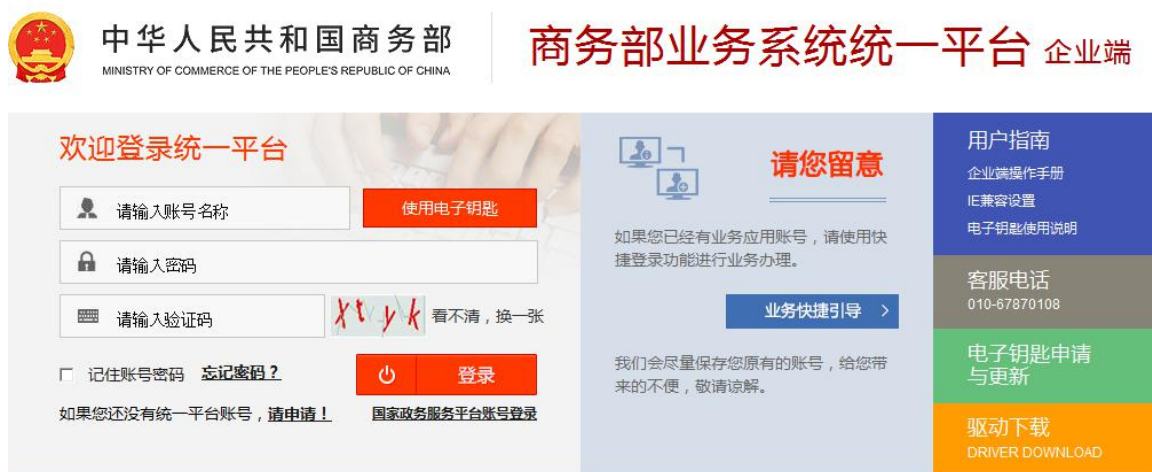 中华人民共和国商务部
MINISTRY OF COMMERCE OF THE PEOPLE'S REPUBLIC OF CHINA
商务部业务系统统一平台 企业端
欢迎登录统一平台
请输入账号名称
使用电子钥匙
请输入密码
请输入验证码
Xtyk
看不清，换一张
记住账号密码 忘记密码？
登录
如果您还没有统一平台账号，请申请！
国家政务服务平台账号登录
请您留意
如果您已经有业务应用账号，请使用快
捷登录功能进行业务办理。
业务快捷引导 >
我们会尽量保存您原有的账号，给您带
来的不便，敬请谅解。
用户指南
企业端操作手册
IE兼容设置
电子钥匙使用说明
客服电话
010-67870108
电子钥匙申请
与更新
驱动下载
DRIVER DOWNLOAD